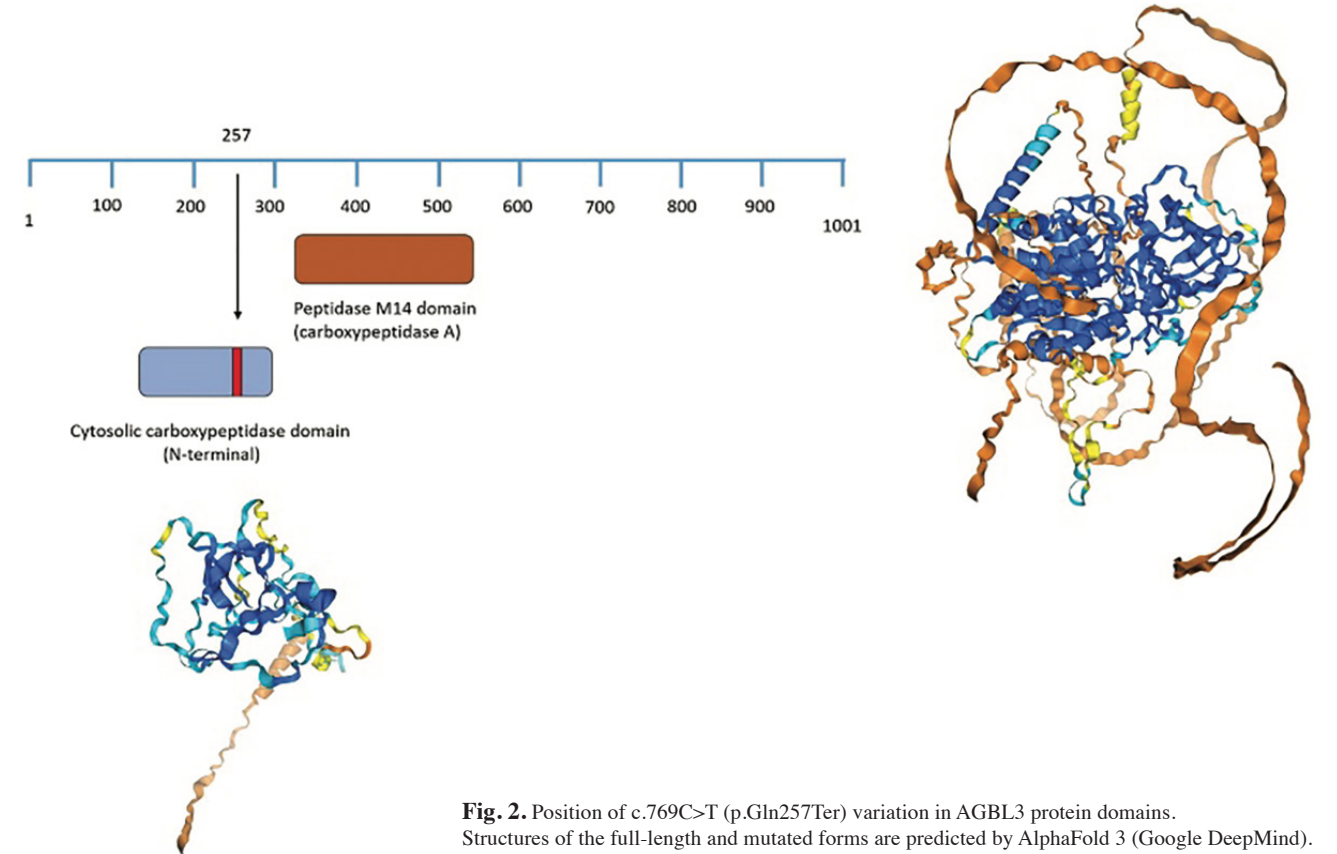 257
1 100 200 300 400 500 600 700 800 900 1001
Peptidase M14 domain
(carboxypeptidase A)
Cytosolic carboxypeptidase domain
(N-terminal)
Fig. 2. Position of c.769C>T (p.Gln257Ter) variation in AGBL3 protein domains.
Structures of the full-length and mutated forms are predicted by AlphaFold 3 (Google DeepMind).